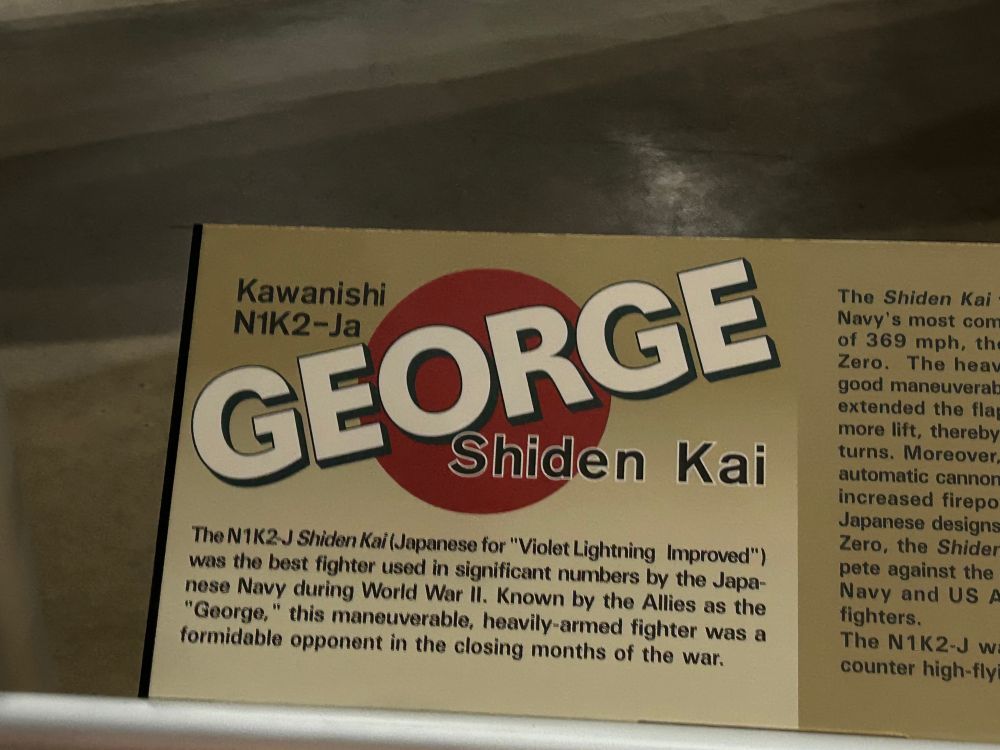 Kawanishi
N1K2-Ja
GEORGE
Shiden Kai
The N1K2-J Shiden Kai (Japanese for "Violet Lightning Improved")
was the best fighter used in significant numbers by the Japa-
nese Navy during World War II. Known by the Allies as the
"George," this maneuverable, heavily-armed fighter was a
formidable opponent in the closing months of the war.
The Shiden Kai
Navy's most com
of 369 mph, the
Zero. The heav
good maneuverab
extended the flap
more lift, thereby
turns. Moreover,
automatic cannon
increased firepo
Japanese designs
Zero, the Shiden
pete against the
Navy and US A
fighters.
The N1K2-J wa
counter high-flyi